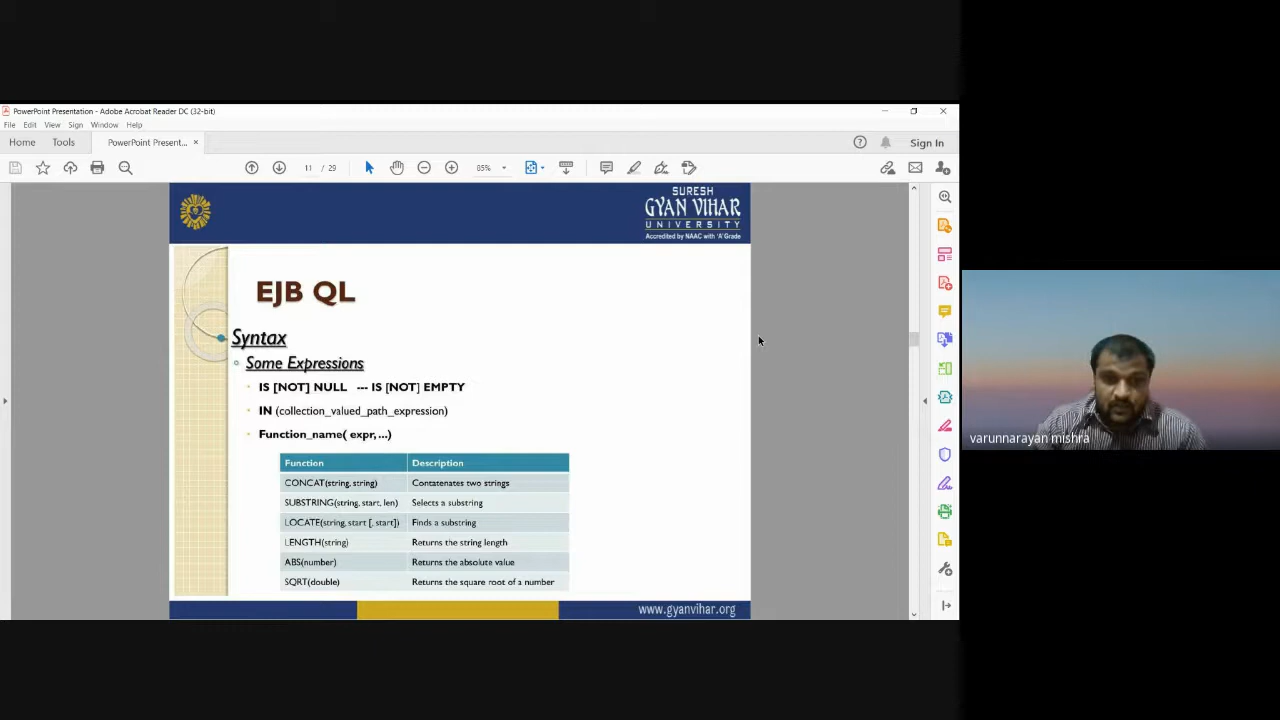 PowerPoint Presentation - Adobe Acrobat Reader DC (32-bit)
File Edit View Sign Window Help
Home Tools PowerPoint Present... × Sign In
11 / 29 85%
SURESH
GYAN VIHAR
UNIVERSITY
Accredited by NAAC with 'A' Grade
EJB QL
Syntax
Some Expressions
IS [NOT] NULL --- IS [NOT] EMPTY
IN (collection_valued_path_expression)
Function_name( expr, ...)
Function Description
CONCAT(string, string) Contatenates two strings
SUBSTRING(string, start, len) Selects a substring
LOCATE(string, start [, start]) Finds a substring
LENGTH(string) Returns the string length
ABS(number) Returns the absolute value
SQRT(double) Returns the square root of a number
www.gyanvihar.org
varunnarayan mishra